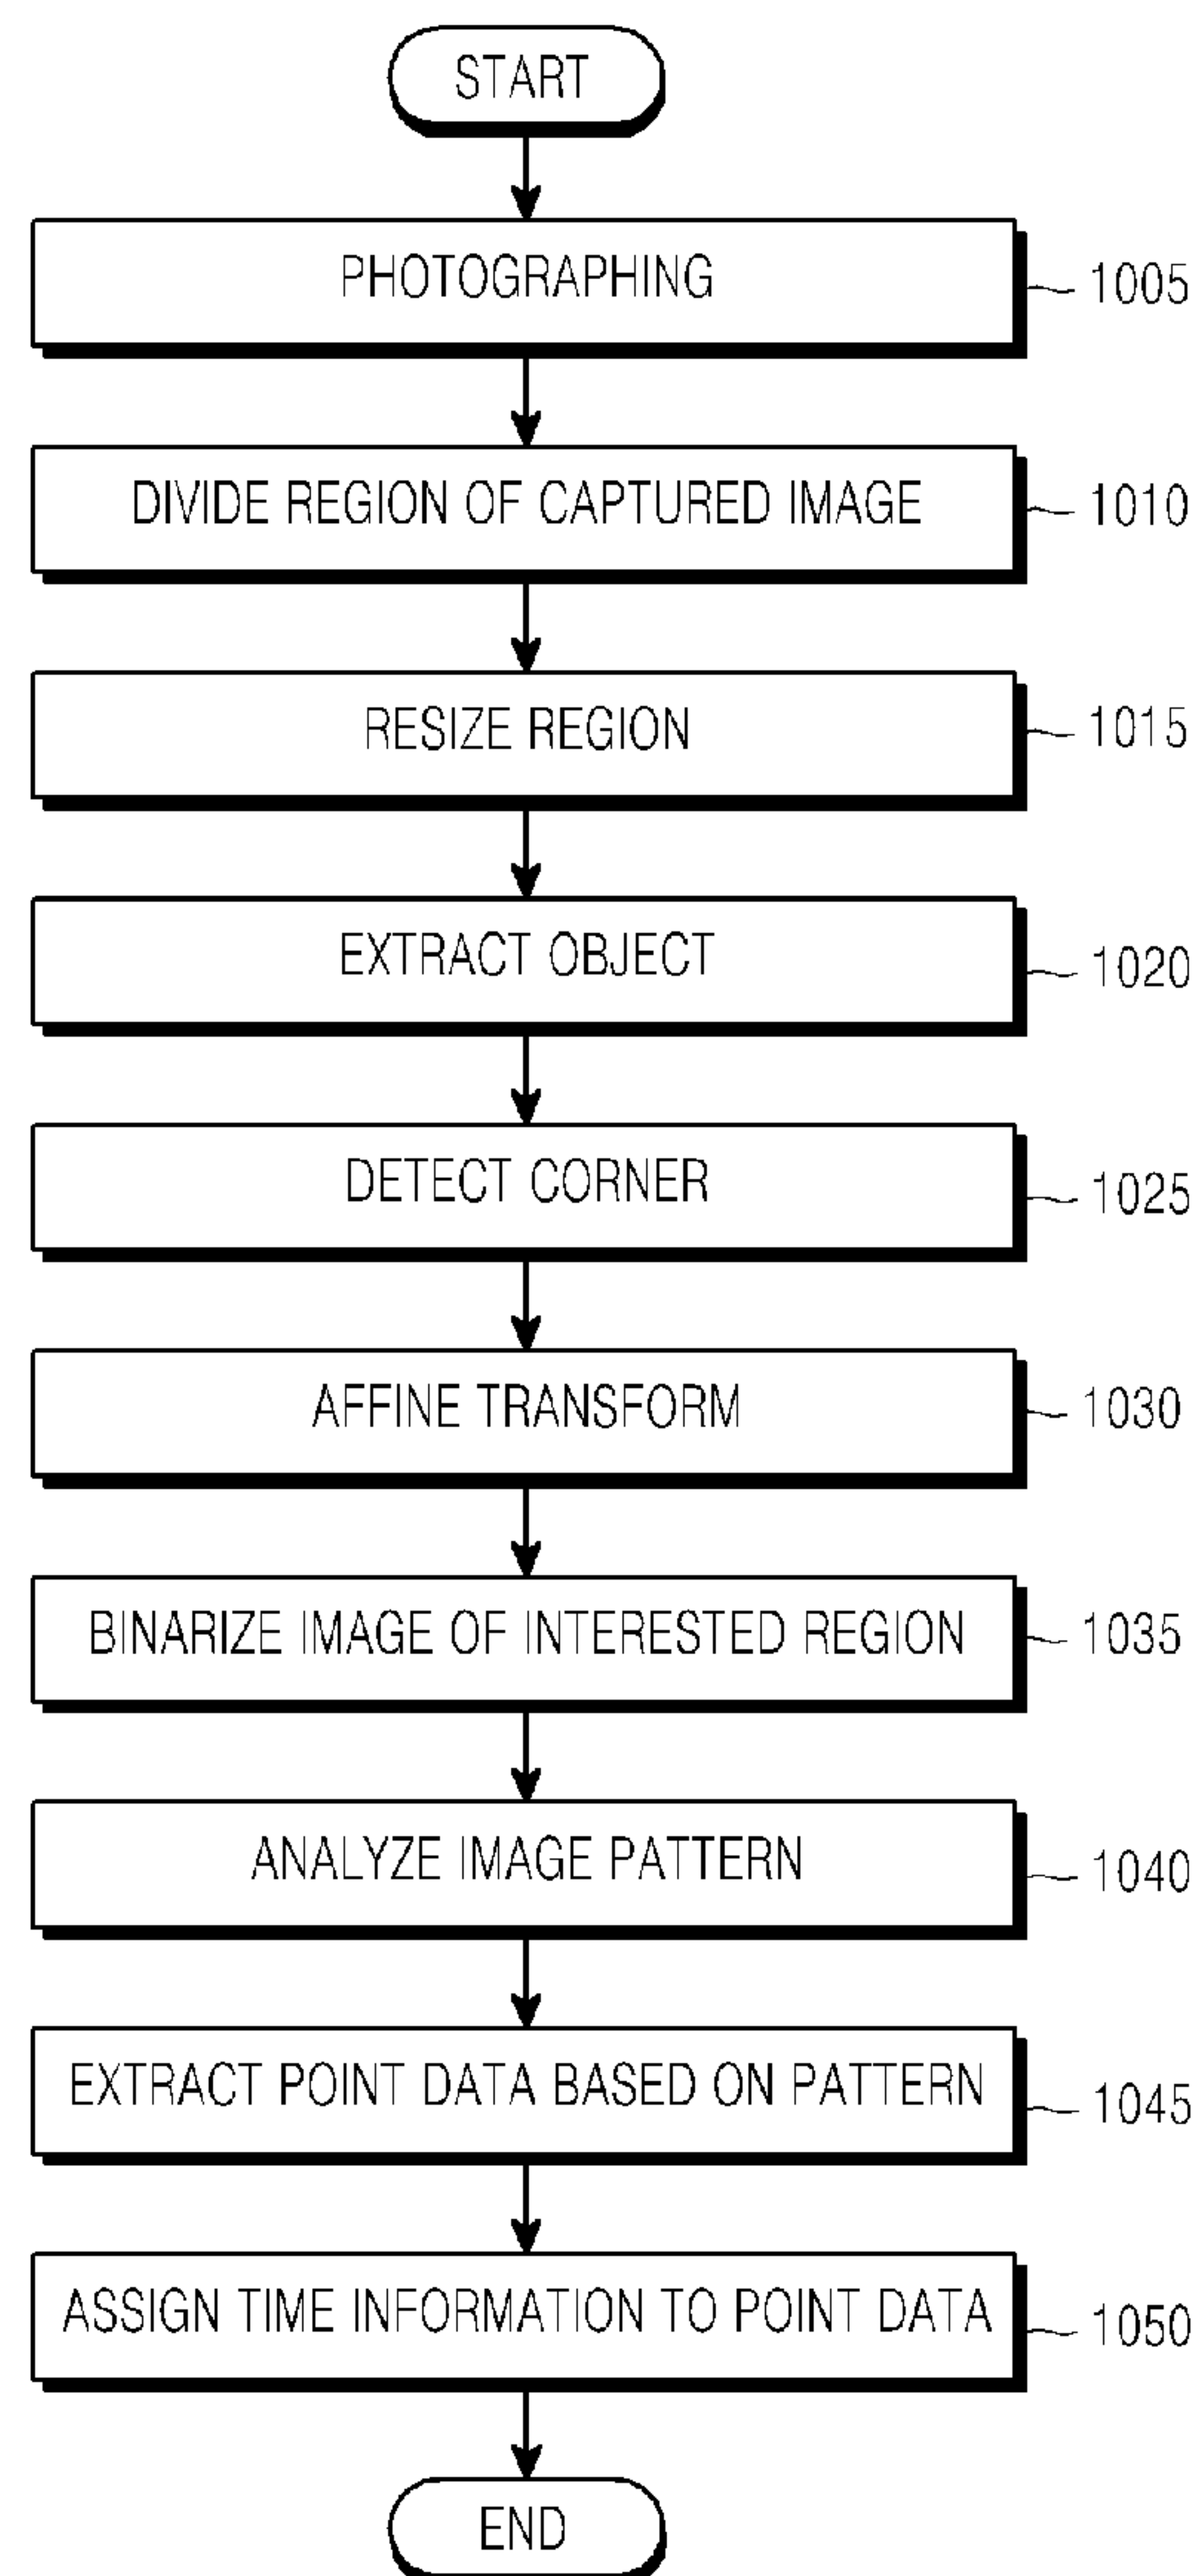 START
PHOTOGRAPHING
1005
DIVIDE REGION OF CAPTURED IMAGE
1010
RESIZE REGION
1015
EXTRACT OBJECT
1020
DETECT CORNER
1025
AFFINE TRANSFORM
1030
BINARIZE IMAGE OF INTERESTED REGION
1035
ANALYZE IMAGE PATTERN
1040
EXTRACT POINT DATA BASED ON PATTERN
1045
ASSIGN TIME INFORMATION TO POINT DATA
1050
END